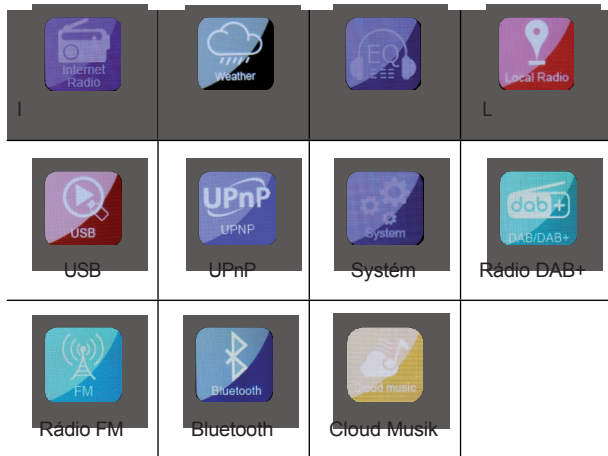 Internet
Radio
Weather
EQ
Local Radio
I
L
USB
UPnP
UPNP
System
dab+
DAB/DAB+
USB
UPnP
Systém
Rádio DAB+
FM
Bluetooth
Cloud music
Rádio FM
Bluetooth
Cloud Musik